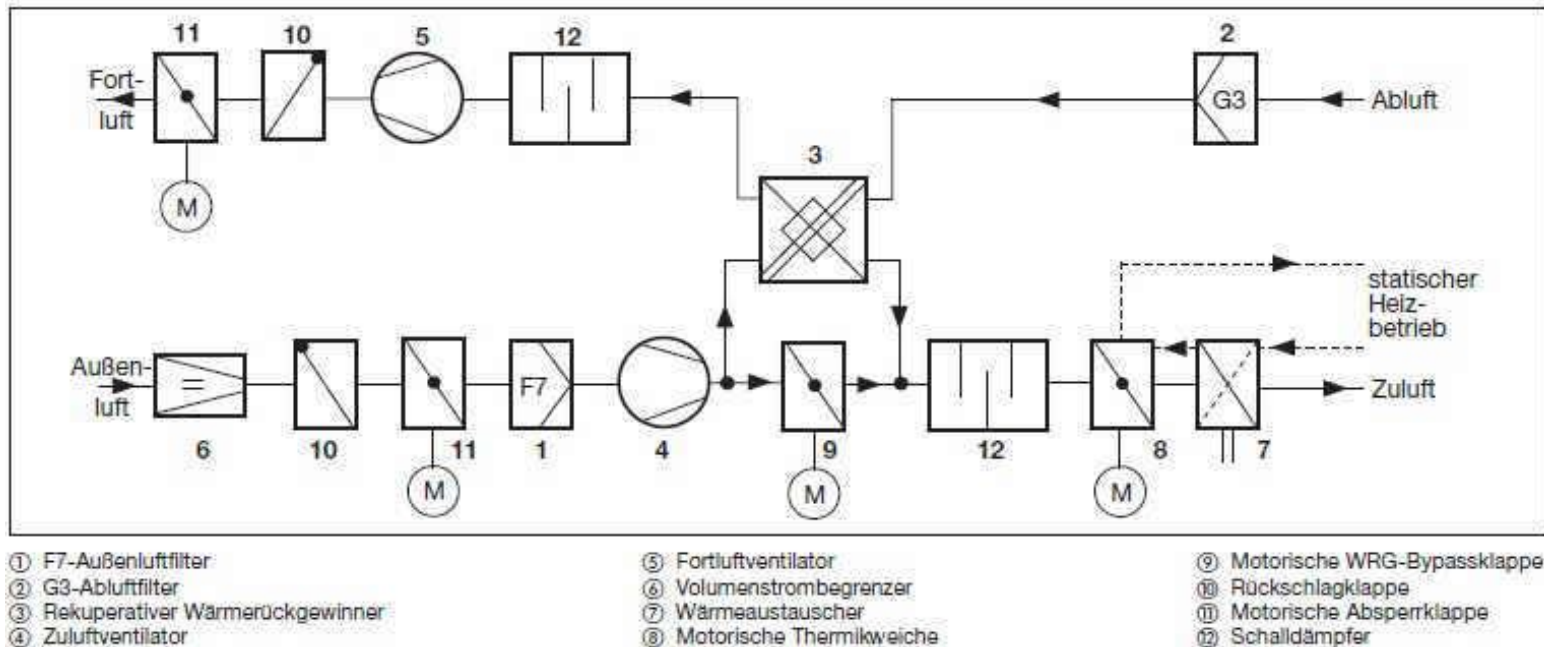 11
10
5
12
2
Fort-
luft
G3
Abluft
M
3
statischer
Heiz-
betrieb
Außen-
luft
=
F7
Zuluft
6
10
11
1
4
9
12
8
7
M
M
M
① F7-Außenluftfilter
② G3-Abluftfilter
③ Rekuperativer Wärmerückgewinner
④ Zuluftventilator
⑤ Fortluftventilator
⑥ Volumenstrombegrenzer
⑦ Wärmeaustauscher
⑧ Motorische Thermikweiche
⑨ Motorische WRG-Bypassklappe
⑩ Rückschlagklappe
⑪ Motorische Absperrklappe
⑫ Schalldämpfer